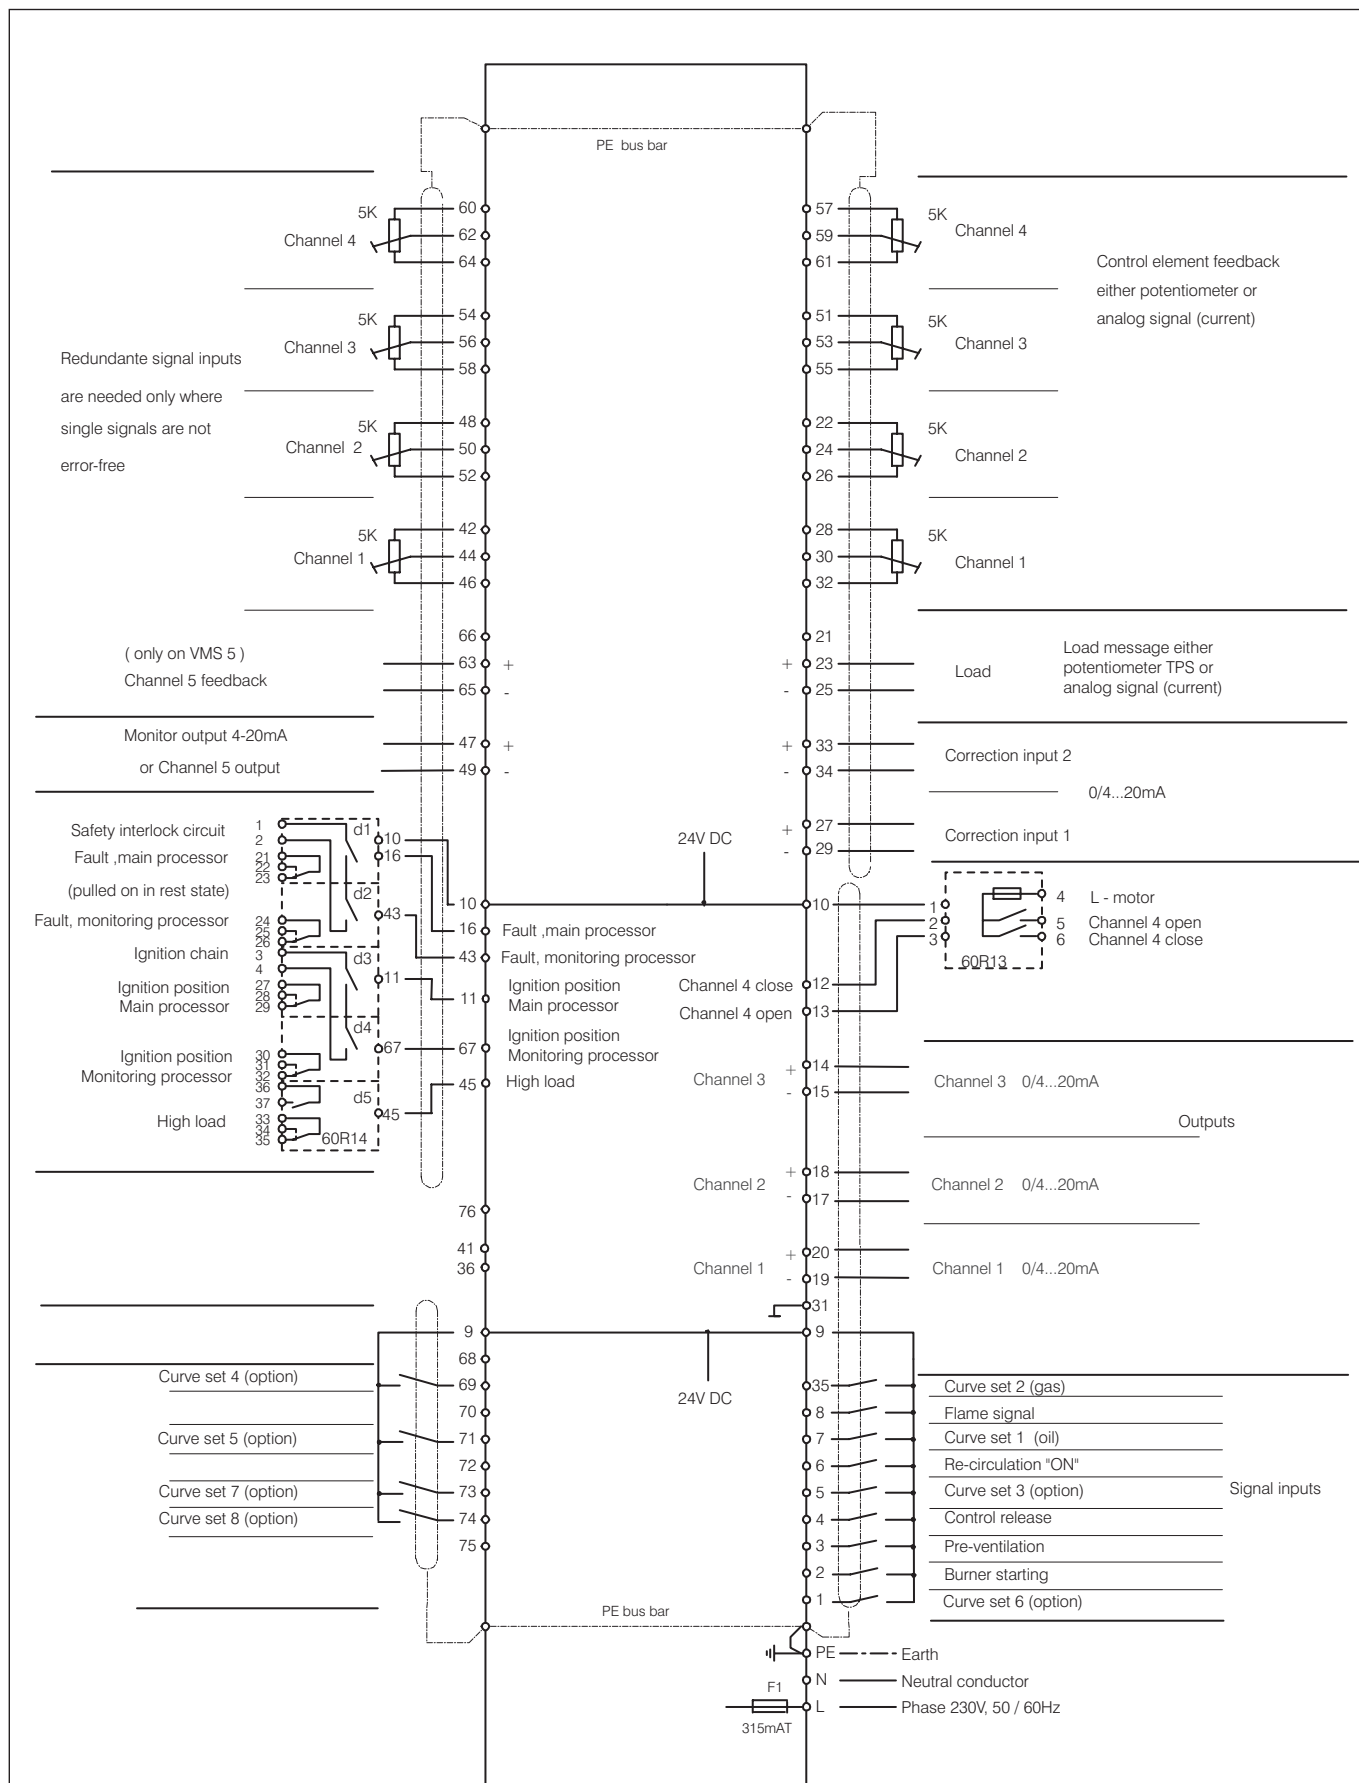 PE bus bar
5K
Channel 4
60
62
64
5K
Channel 3
54
56
58
Redundante signal inputs
are needed only where
single signals are not
error-free
5K
Channel 2
48
50
52
5K
Channel 1
42
44
46
66
( only on VMS 5 )
Channel 5 feedback
63 +
65 -
Monitor output 4-20mA
or Channel 5 output
47 +
49 -
57
59
61
5K
Channel 4
Control element feedback
either potentiometer or
analog signal (current)
51
53
55
5K
Channel 3
22
24
26
5K
Channel 2
28
30
32
5K
Channel 1
21
+ 23
- 25
Load
Load message either
potentiometer TPS or
analog signal (current)
+ 33
- 34
Correction input 2
0/4...20mA
+ 27
- 29
Correction input 1
Safety interlock circuit
Fault ,main processor
(pulled on in rest state)
Fault, monitoring processor
Ignition chain
Ignition position
Main processor
Ignition position
Monitoring processor
High load
1
2
21
22
23
24
25
26
3
4
27
28
29
30
31
32
36
37
33
34
35
d1
d2
d3
d4
d5
60R14
10
16
43
11
67
45
24V DC
10
16 Fault ,main processor
43 Fault, monitoring processor
11 Ignition position
Main processor
67 Ignition position
Monitoring processor
45 High load
10
Channel 4 close 12
Channel 4 open 13
1
2
3
60R13
4 L - motor
5 Channel 4 open
6 Channel 4 close
Channel 3 + 14
- 15
Channel 3 0/4...20mA
Outputs
Channel 2 + 18
- 17
Channel 2 0/4...20mA
Channel 1 + 20
- 19
Channel 1 0/4...20mA
31
76
41
36
9
68
Curve set 4 (option) 69
70
Curve set 5 (option) 71
72
Curve set 7 (option) 73
Curve set 8 (option) 74
75
24V DC
9
35 Curve set 2 (gas)
8 Flame signal
7 Curve set 1 (oil)
6 Re-circulation "ON"
5 Curve set 3 (option)
4 Control release
3 Pre-ventilation
2 Burner starting
1 Curve set 6 (option)
Signal inputs
PE bus bar
PE Earth
N Neutral conductor
F1
L Phase 230V, 50 / 60Hz
315mAT